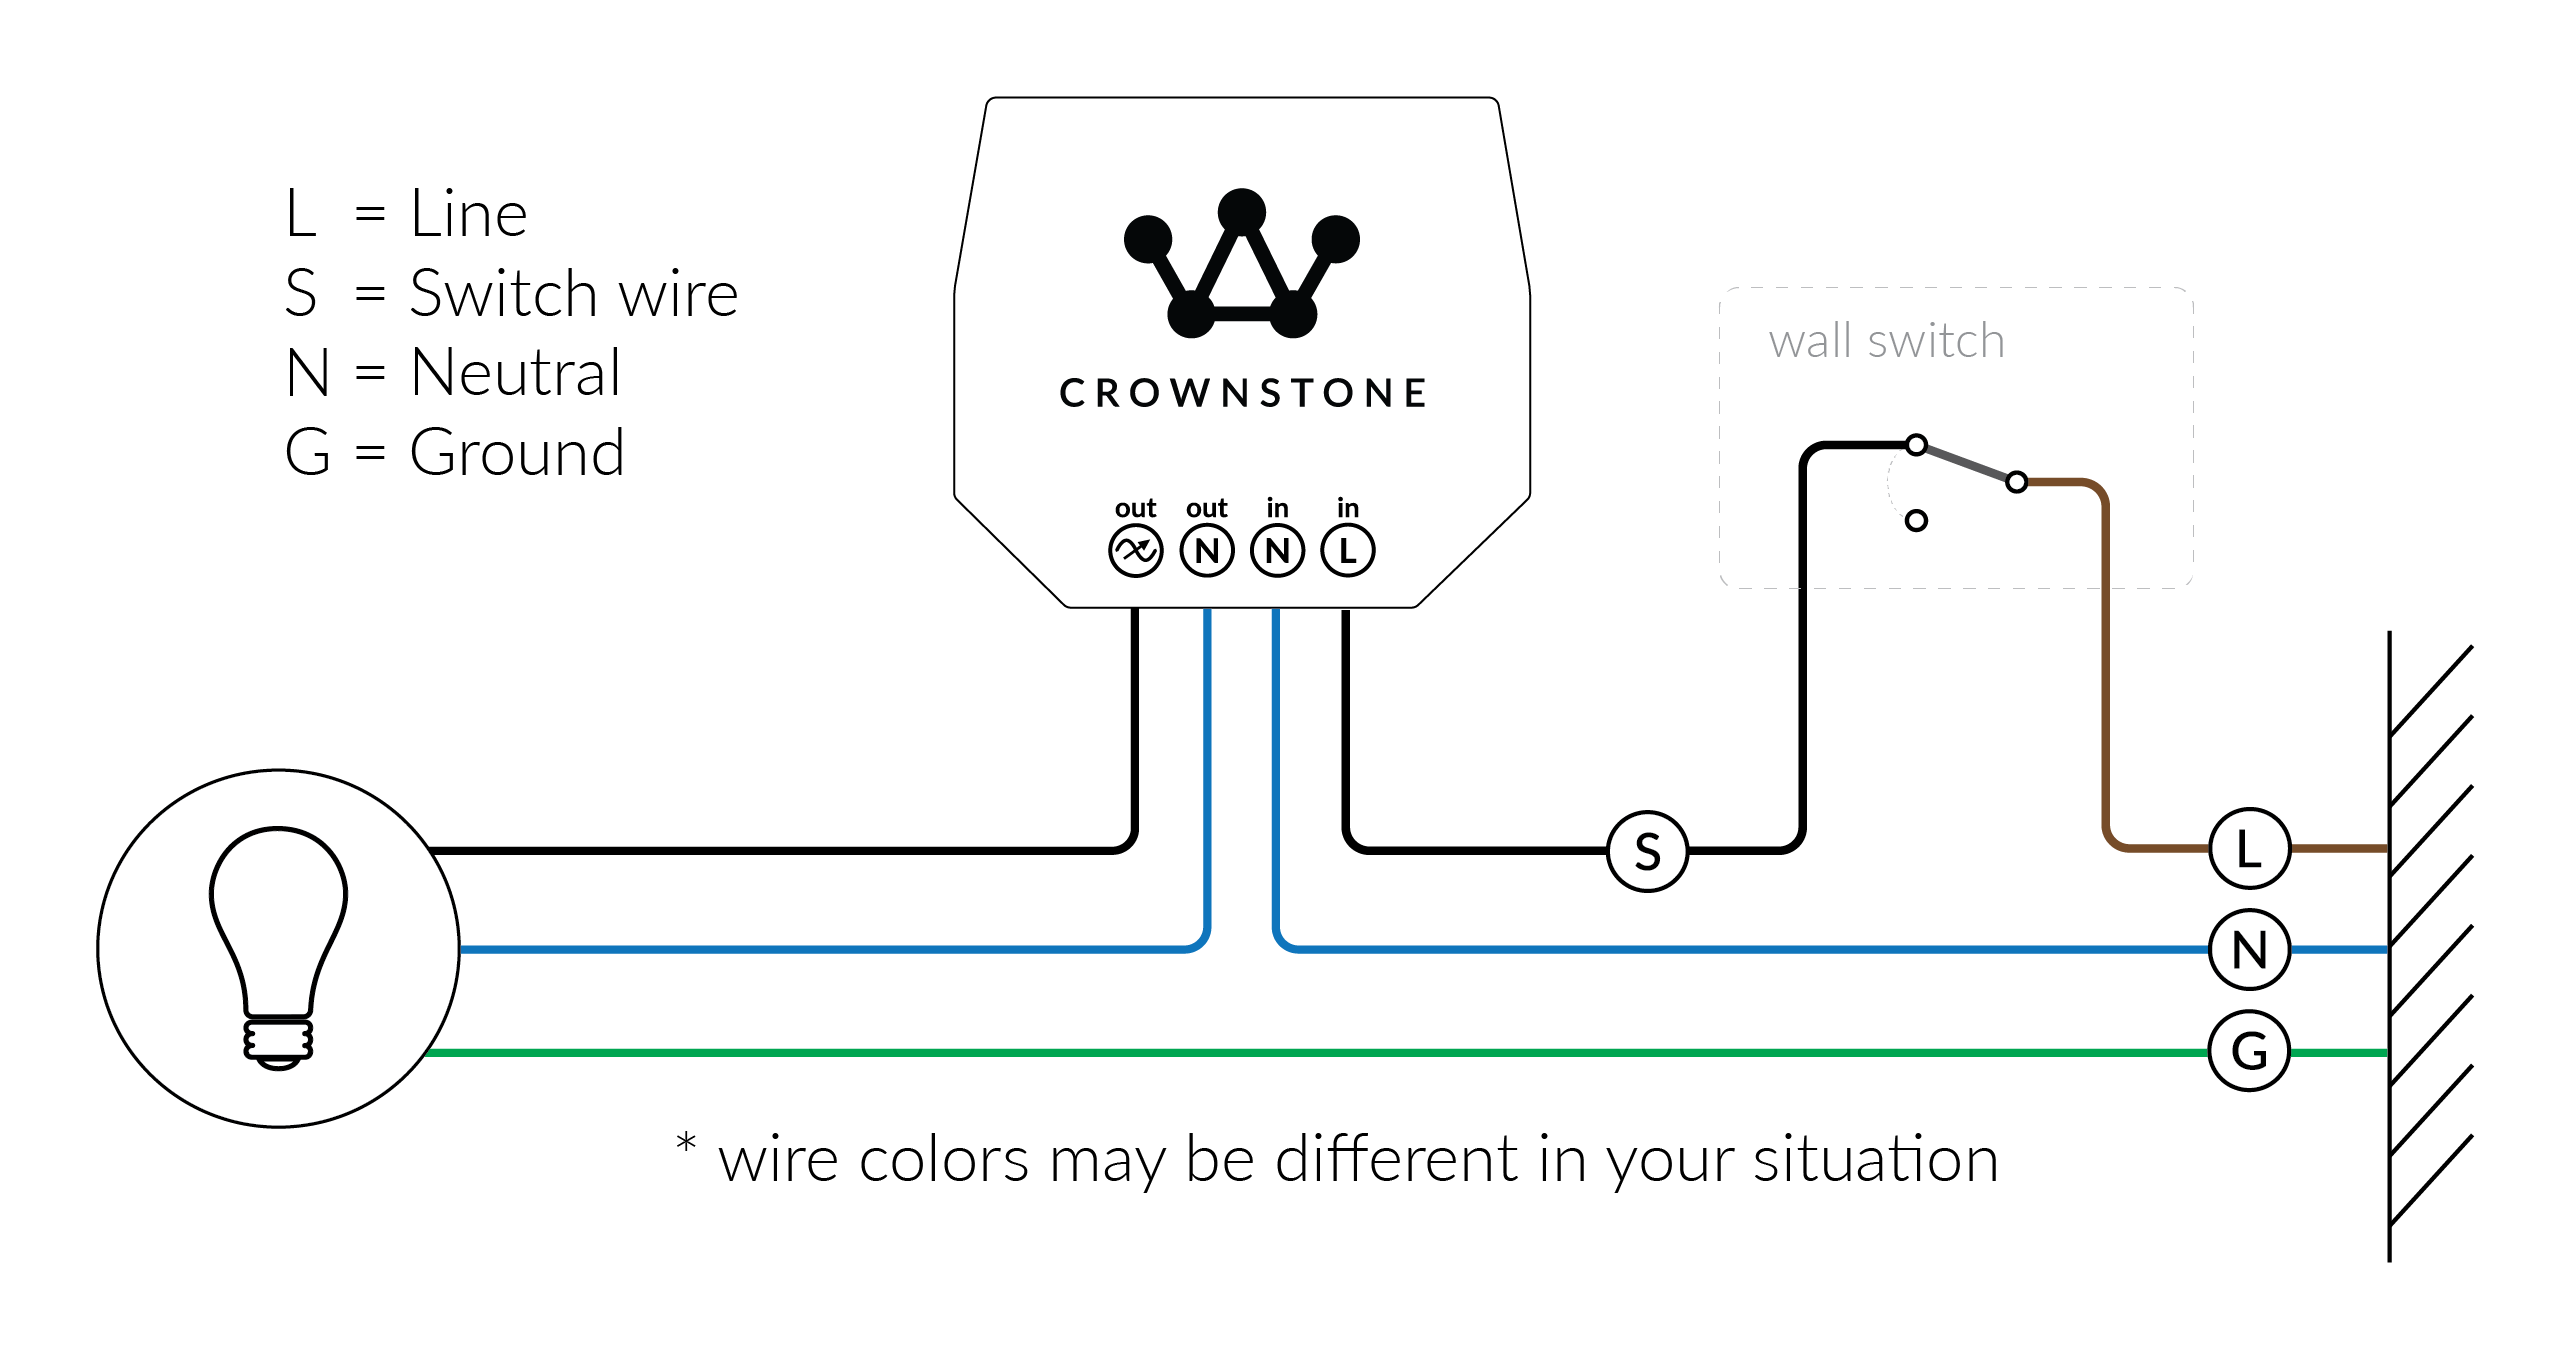 L = Line
S = Switch wire
N = Neutral
G = Ground
CROWNSTONE
out out in in
N N L
wall switch
S
L
N
G
* wire colors may be different in your situation